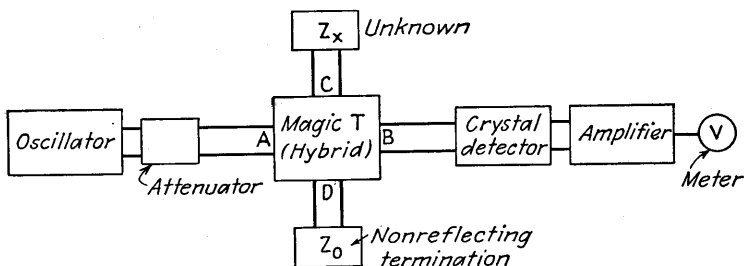 Zx Unknown
C
Oscillator
Attenuator
A
Magic T
(Hybrid)
B
Crystal
detector
Amplifier
V
Meter
D
Z0
Nonreflecting
termination